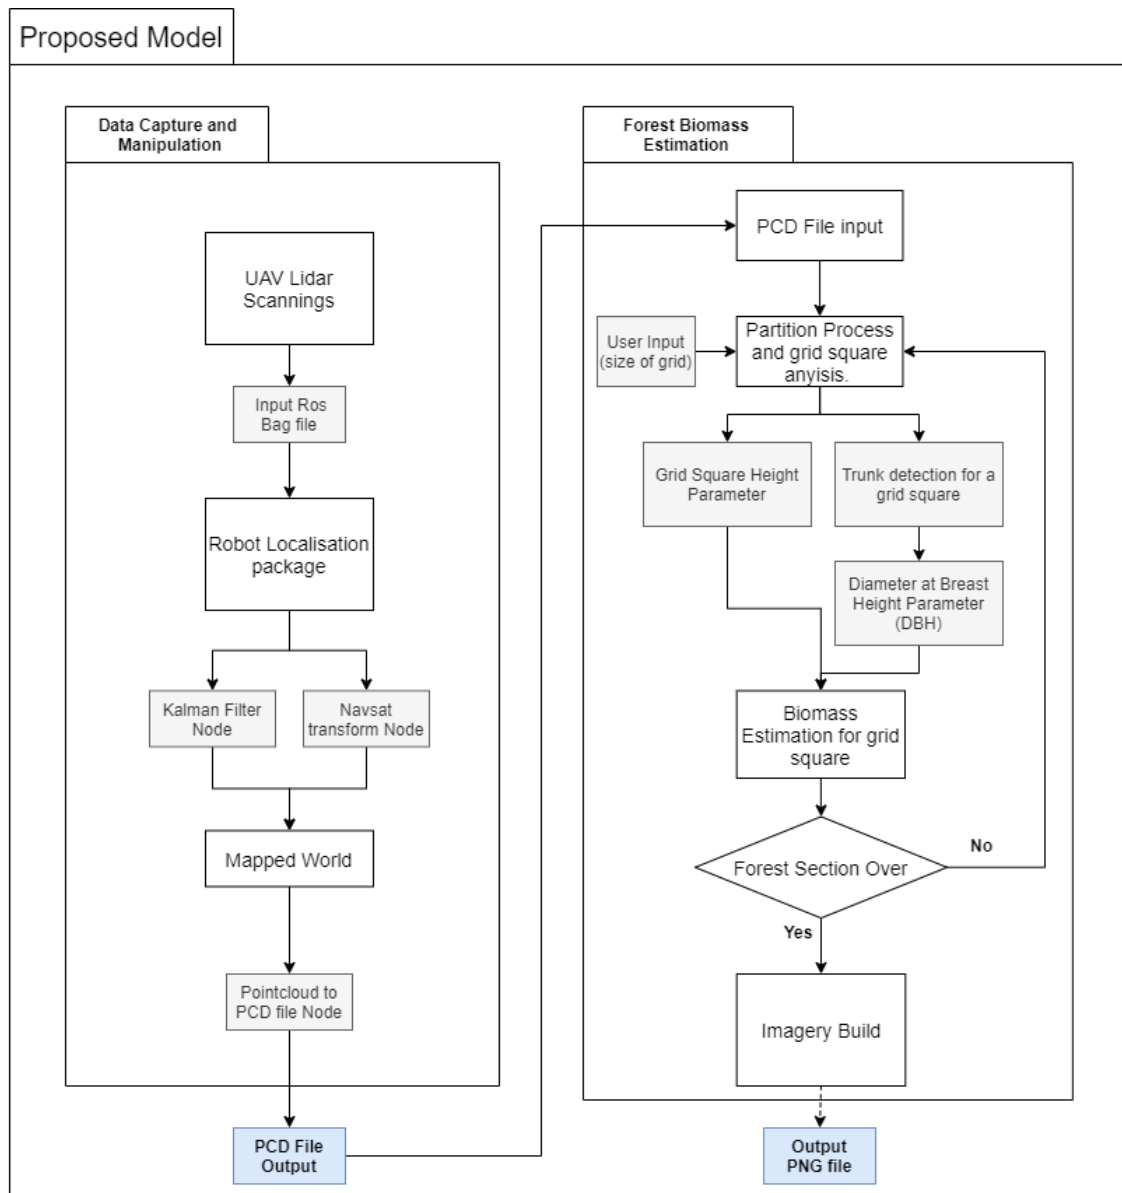 Proposed Model
Data Capture and
Manipulation
UAV Lidar
Scannings
Input Ros
Bag file
Robot Localisation
package
Kalman Filter
Node
Navsat
transform Node
Mapped World
Pointcloud to
PCD file Node
PCD File
Output
Forest Biomass
Estimation
PCD File input
User Input
(size of grid)
Partition Process
and grid square
anyisis.
Grid Square Height
Parameter
Trunk detection for a
grid square
Diameter at Breast
Height Parameter
(DBH)
Biomass
Estimation for grid
square
Forest Section Over
No
Yes
Imagery Build
Output
PNG file